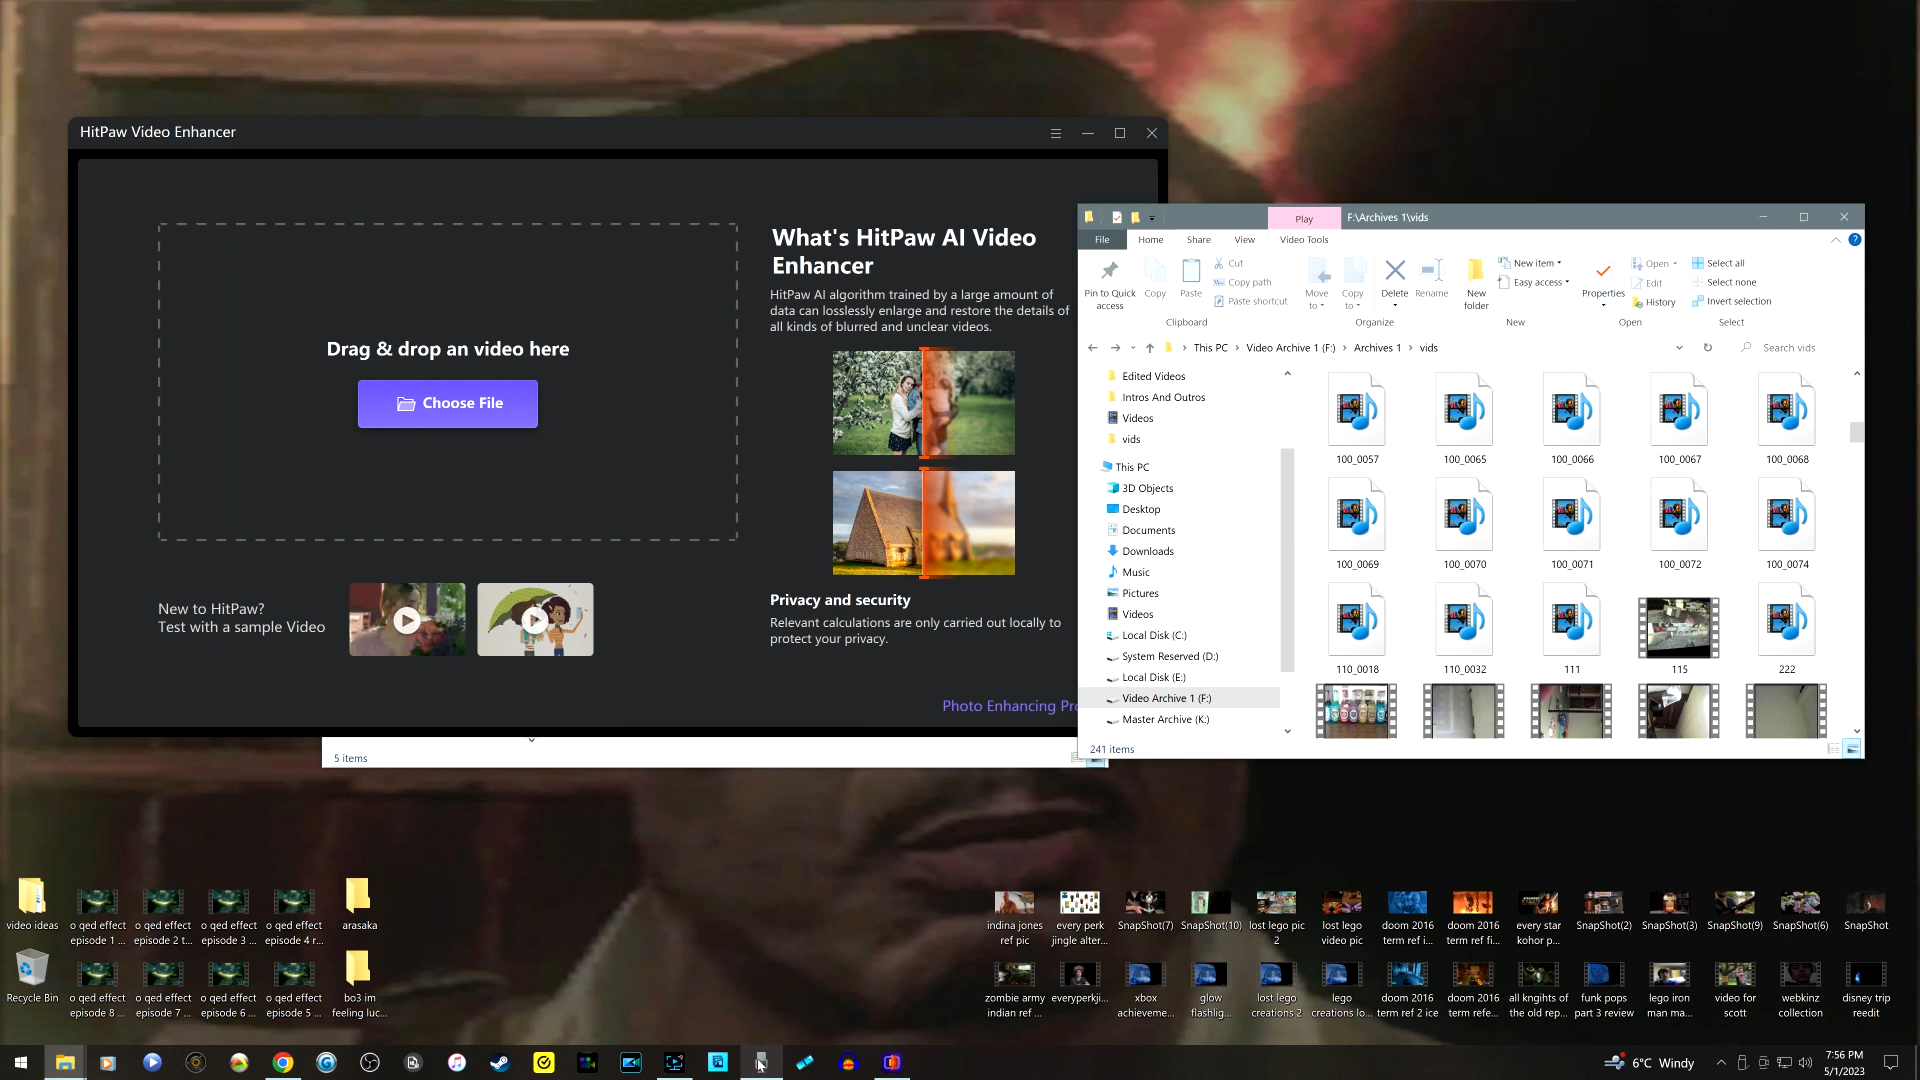 HitPaw Video Enhancer
Drag & drop an video here
Choose File
New to HitPaw?
Test with a sample Video
What's HitPaw AI Video
Enhancer
HitPaw AI algorithm trained by a large amount of
data can losslessly enlarge and restore the details of
all kinds of blurred and unclear videos.
Privacy and security
Relevant calculations are only carried out locally to
protect your privacy.
Photo Enhancing Pr
5 items
Play
F:\Archives 1\vids
File
Home
Share
View
Video Tools
Pin to Quick
access
Copy
Paste
Cut
Copy path
Paste shortcut
Clipboard
Move
to
Copy
to
Delete
Rename
Organize
New
folder
New item
Easy access
New
Properties
Open
Edit
History
Open
Select all
Select none
Invert selection
Select
This PC > Video Archive 1 (F:) > Archives 1 > vids
Search vids
Edited Videos
Intros And Outros
Videos
vids
This PC
3D Objects
Desktop
Documents
Downloads
Music
Pictures
Videos
Local Disk (C:)
System Reserved (D:)
Local Disk (E:)
Video Archive 1 (F:)
Master Archive (K:)
100_0057
100_0065
100_0066
100_0067
100_0068
100_0069
100_0070
100_0071
100_0072
100_0074
110_0018
110_0032
111
115
222
241 items
video ideas
o qed effect
episode 1 ...
o qed effect
episode 2 t...
o qed effect
episode 3 ...
o qed effect
episode 4 r...
arasaka
Recycle Bin
o qed effect
episode 8 ...
o qed effect
episode 7 ...
o qed effect
episode 6 ...
o qed effect
episode 5 ...
bo3 im
feeling luc...
indina jones
ref pic
every perk
jingle alter...
SnapShot(7)
SnapShot(10)
lost lego pic
2
lost lego
video pic
doom 2016
term ref i...
doom 2016
term ref fi...
every star
kohor p...
SnapShot(2)
SnapShot(3)
SnapShot(9)
SnapShot(6)
SnapShot
zombie army
indian ref ...
everyperkji...
xbox
achieveme...
glow
flashlig...
lost lego
creations 2
lego
creations lo...
doom 2016
term ref 2 ice
doom 2016
term refe...
all kngihts of
the old rep...
funk pops
part 3 review
lego iron
man ma...
video for
scott
webkinz
collection
disney trip
reedit
6°C Windy
7:56 PM
5/1/2023